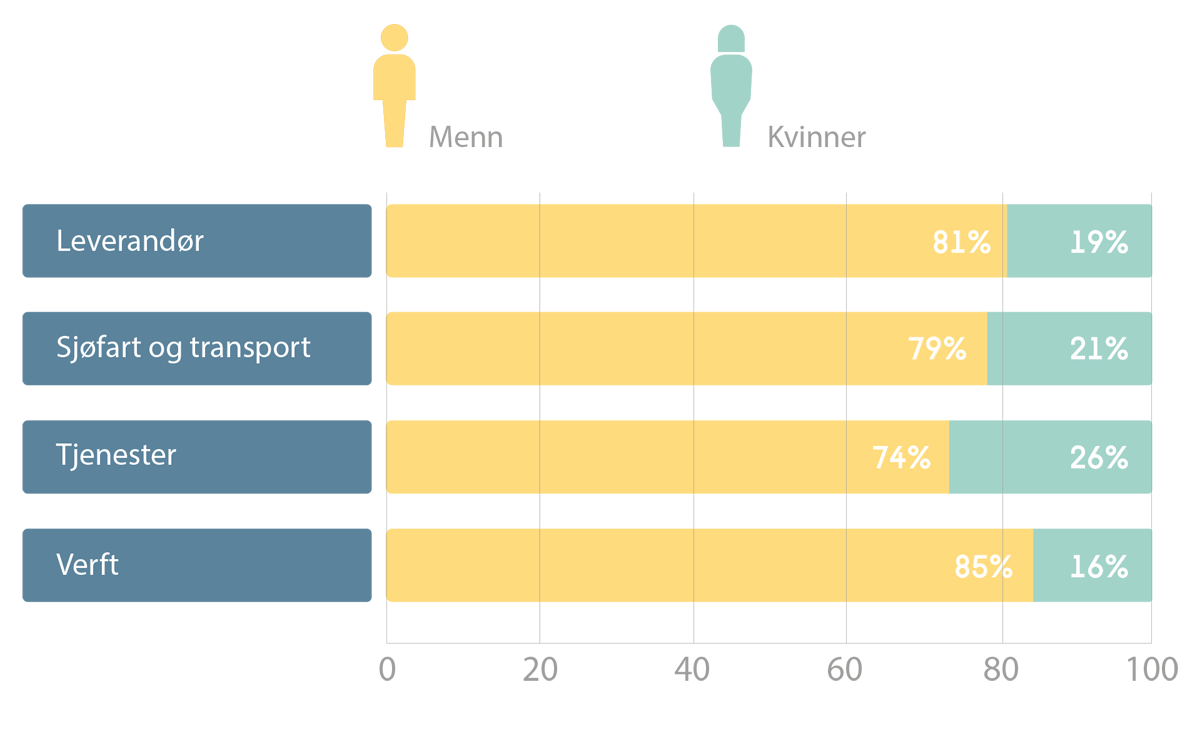 Menn
Kvinner
Leverandør
81%
19%
Sjøfart og transport
79%
21%
Tjenester
74%
26%
Verft
85%
16%
0
20
40
60
80
100